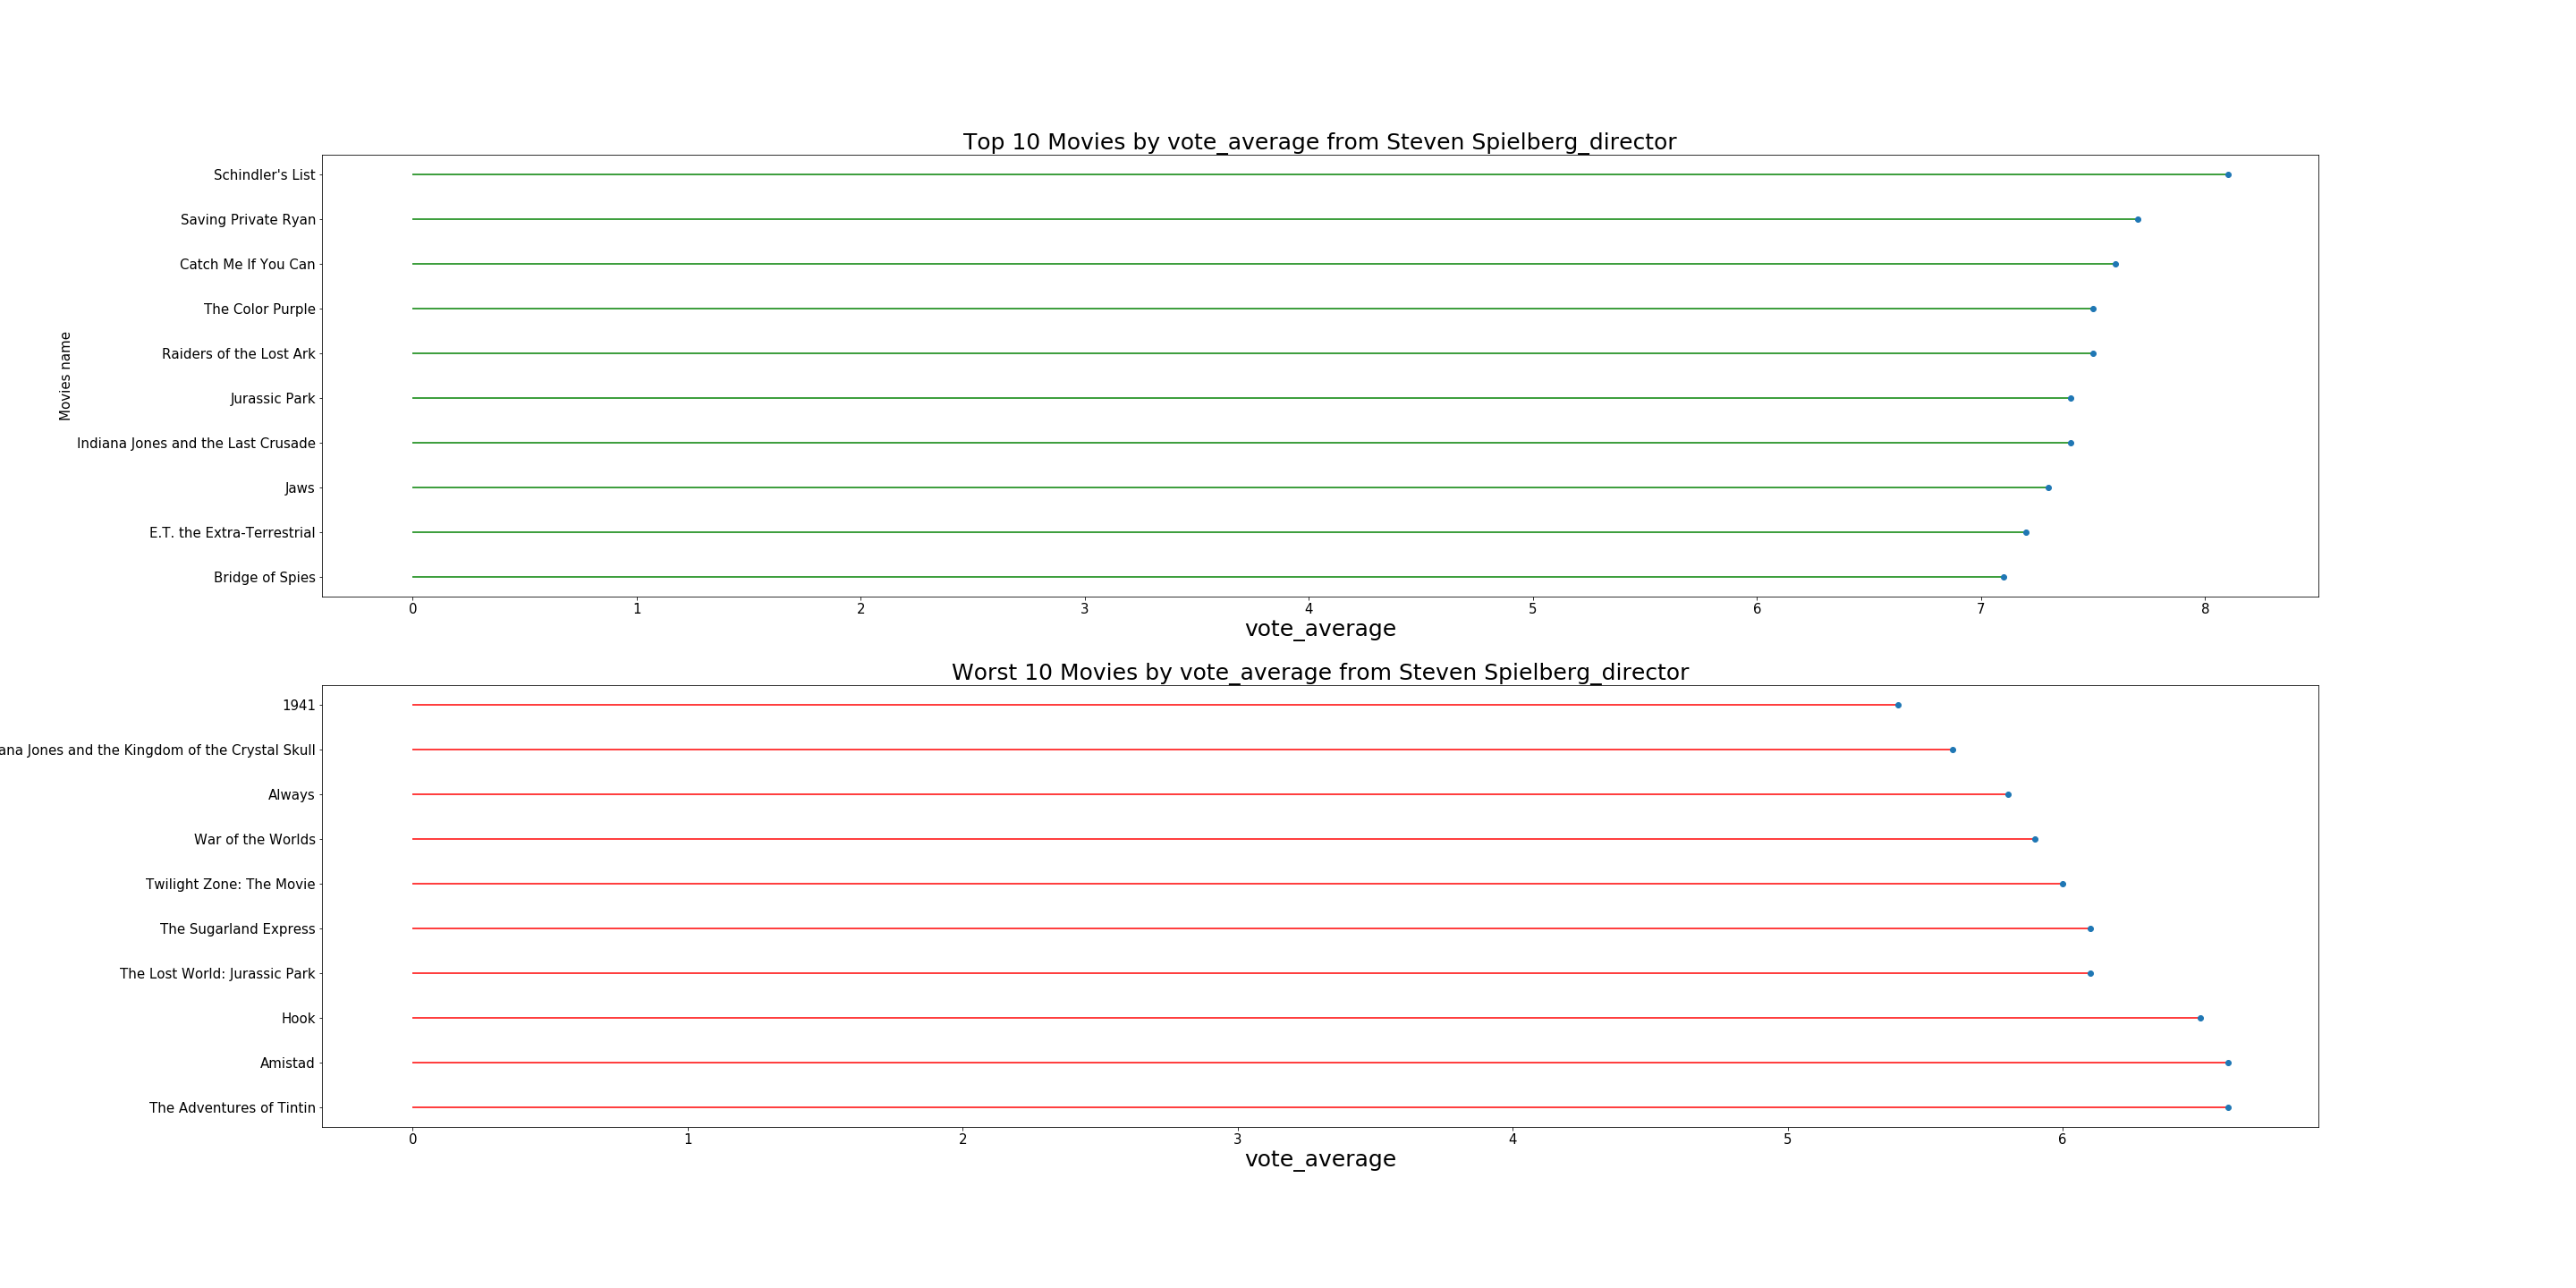 Top 10 Movies by vote_average from Steven Spielberg_director
Movies name
Schindler's List
Saving Private Ryan
Catch Me If You Can
The Color Purple
Raiders of the Lost Ark
Jurassic Park
Indiana Jones and the Last Crusade
Jaws
E.T. the Extra-Terrestrial
Bridge of Spies
0 1 2 3 4 5 6 7 8
vote_average
Worst 10 Movies by vote_average from Steven Spielberg_director
1941
ana Jones and the Kingdom of the Crystal Skull
Always
War of the Worlds
Twilight Zone: The Movie
The Sugarland Express
The Lost World: Jurassic Park
Hook
Amistad
The Adventures of Tintin
0 1 2 3 4 5 6
vote_average